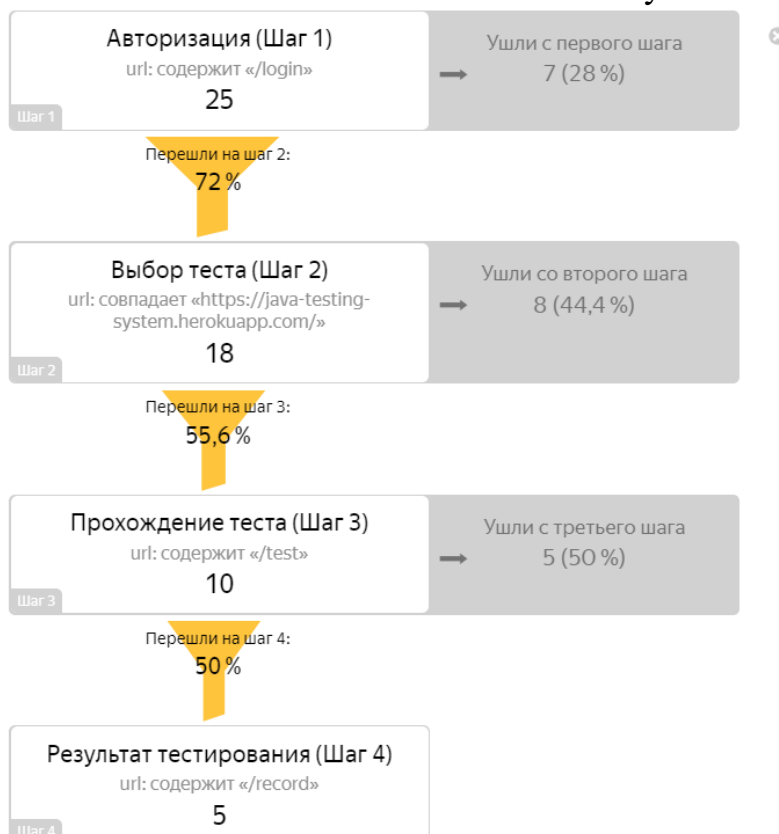 Авторизация (Шаг 1)
url: содержит «/login»
25
Шаг 1
Ушли с первого шага
7 (28 %)
Перешли на шаг 2:
72 %
Выбор теста (Шаг 2)
url: совпадает «https://java-testing-
system.herokuapp.com/»
18
Шаг 2
Ушли со второго шага
8 (44,4 %)
Перешли на шаг 3:
55,6 %
Прохождение теста (Шаг 3)
url: содержит «/test»
10
Шаг 3
Ушли с третьего шага
5 (50 %)
Перешли на шаг 4:
50 %
Результат тестирования (Шаг 4)
url: содержит «/record»
5
Шаг 4